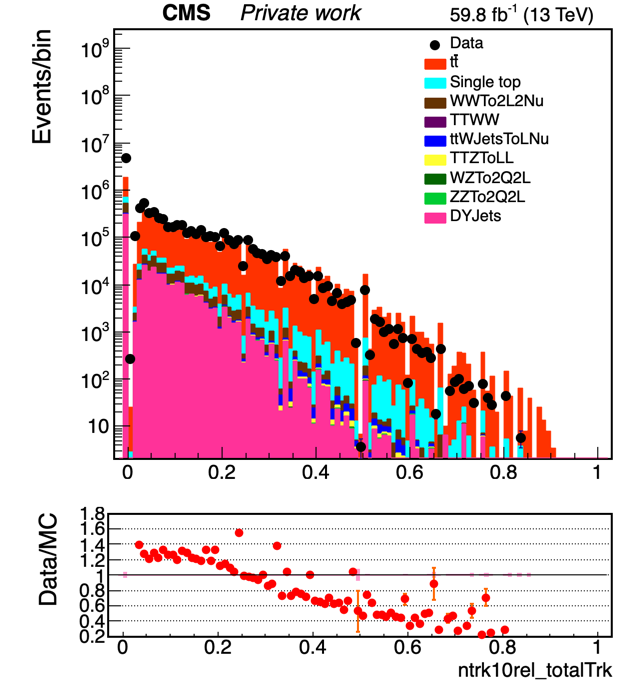 CMS Private work 59.8 fb⁻¹ (13 TeV)
Events/bin
10⁹
10⁸
10⁷
10⁶
10⁵
10⁴
10³
10²
10
Data
tt̄
Single top
WWTo2L2Nu
TTWW
ttWJetsToLNu
TTZToLL
WZTo2Q2L
ZZTo2Q2L
DYJets
0 0.2 0.4 0.6 0.8 1
Data/MC
1.8
1.6
1.4
1.2
1
0.8
0.6
0.4
0.2
0 0.2 0.4 0.6 0.8 1
ntrk10rel_totalTrk